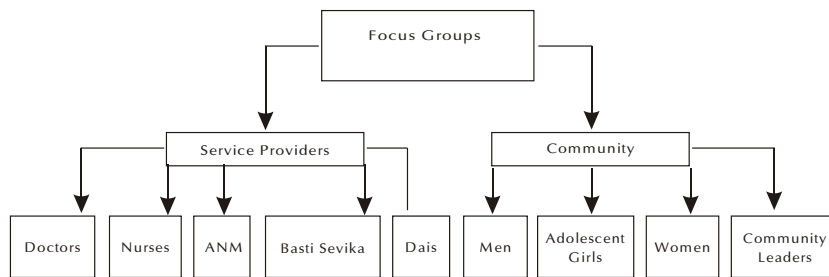 Focus Groups
Service Providers
Community
Doctors
Nurses
ANM
Basti Sevika
Dais
Men
Adolescent
Girls
Women
Community
Leaders